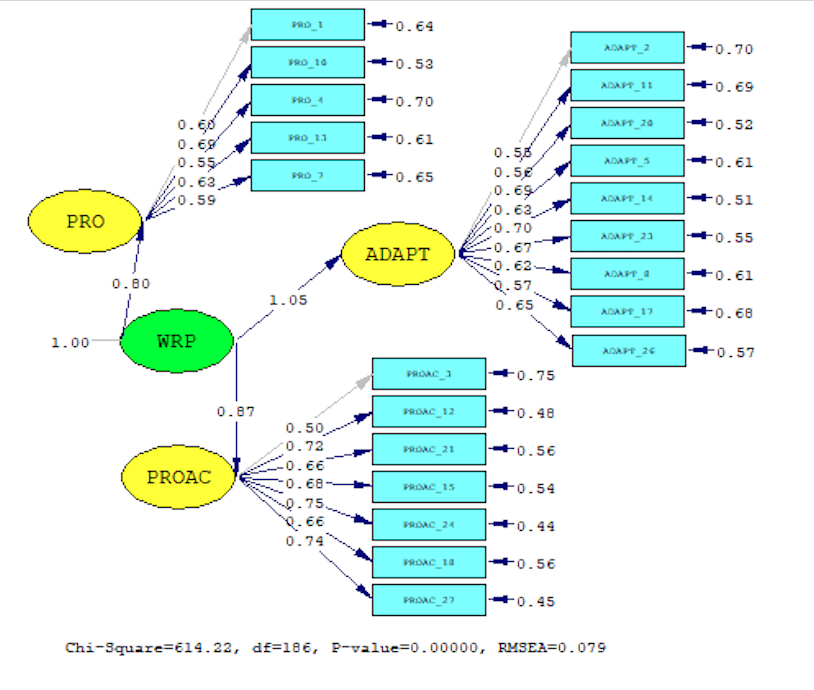 PRO_1
0.64
PRO_10
0.53
PRO_4
0.70
PRO_13
0.61
PRO_7
0.65
0.60
0.69
0.55
0.63
0.59
PRO
0.80
1.00
WRP
1.05
ADAPT
ADAPT_2
0.70
ADAPT_11
0.69
ADAPT_20
0.52
ADAPT_5
0.61
ADAPT_14
0.51
ADAPT_23
0.55
ADAPT_8
0.61
ADAPT_17
0.68
ADAPT_26
0.57
0.55
0.56
0.69
0.63
0.70
0.67
0.62
0.57
0.65
0.87
PROAC
PROAC_3
0.75
PROAC_12
0.48
PROAC_21
0.56
PROAC_15
0.54
PROAC_24
0.44
PROAC_18
0.56
PROAC_27
0.45
0.50
0.72
0.66
0.68
0.75
0.66
0.74
Chi-Square=614.22, df=186, P-value=0.00000, RMSEA=0.079